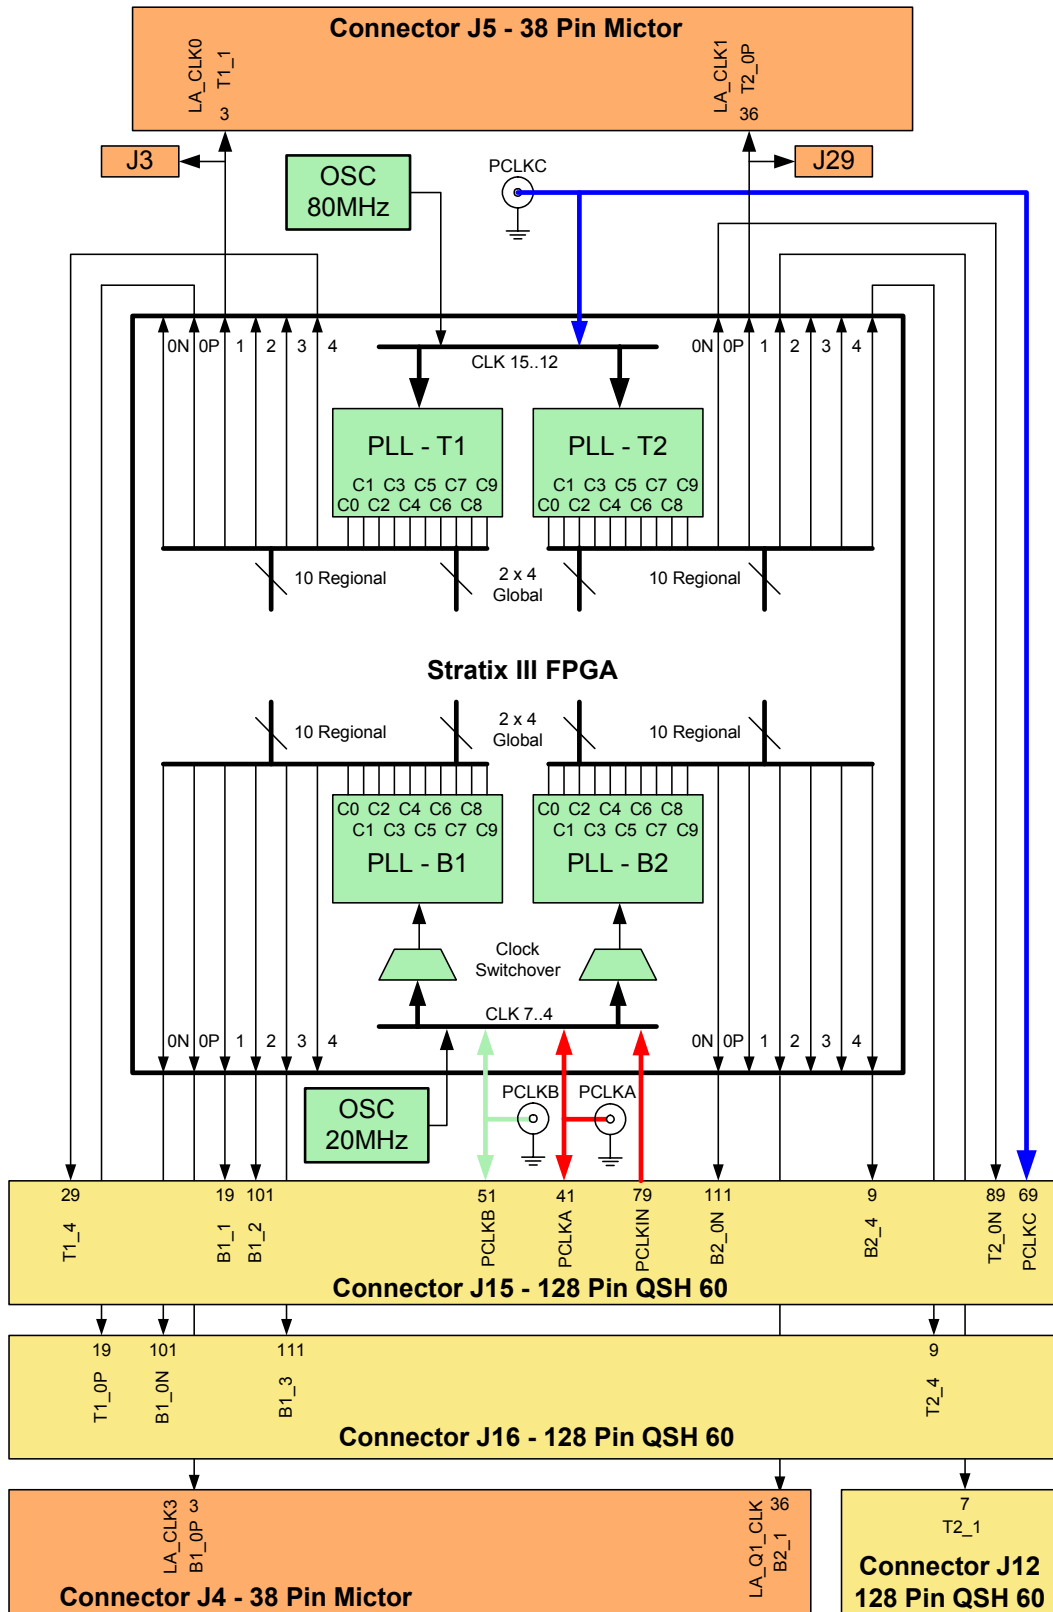 Connector J5 - 38 Pin Mictor
LA_CLK0
T1_1
3
LA_CLK1
T2_0P
36
J3
OSC
80MHz
PCLKC
J29
0N 0P 1 2 3 4
CLK 15..12
0N 0P 1 2 3 4
PLL - T1
C1 C3 C5 C7 C9
C0 C2 C4 C6 C8
PLL - T2
C1 C3 C5 C7 C9
C0 C2 C4 C6 C8
10 Regional
2 x 4
Global
10 Regional
Stratix III FPGA
10 Regional
2 x 4
Global
10 Regional
C0 C2 C4 C6 C8
C1 C3 C5 C7 C9
PLL - B1
C0 C2 C4 C6 C8
C1 C3 C5 C7 C9
PLL - B2
Clock
Switchover
CLK 7..4
0N 0P 1 2 3 4
0N 0P 1 2 3 4
OSC
20MHz
PCLKB
PCLKA
29
T1_4
19
B1_1
101
B1_2
51
PCLKB
41
PCLKA
79
PCLKIN
111
B2_0N
9
B2_4
89
T2_0N
69
PCLKC
Connector J15 - 128 Pin QSH 60
19
T1_0P
101
B1_0N
111
B1_3
9
T2_4
Connector J16 - 128 Pin QSH 60
LA_CLK3
3
B1_0P
LA_Q1_CLK
36
B2_1
Connector J4 - 38 Pin Mictor
7
T2_1
Connector J12
128 Pin QSH 60